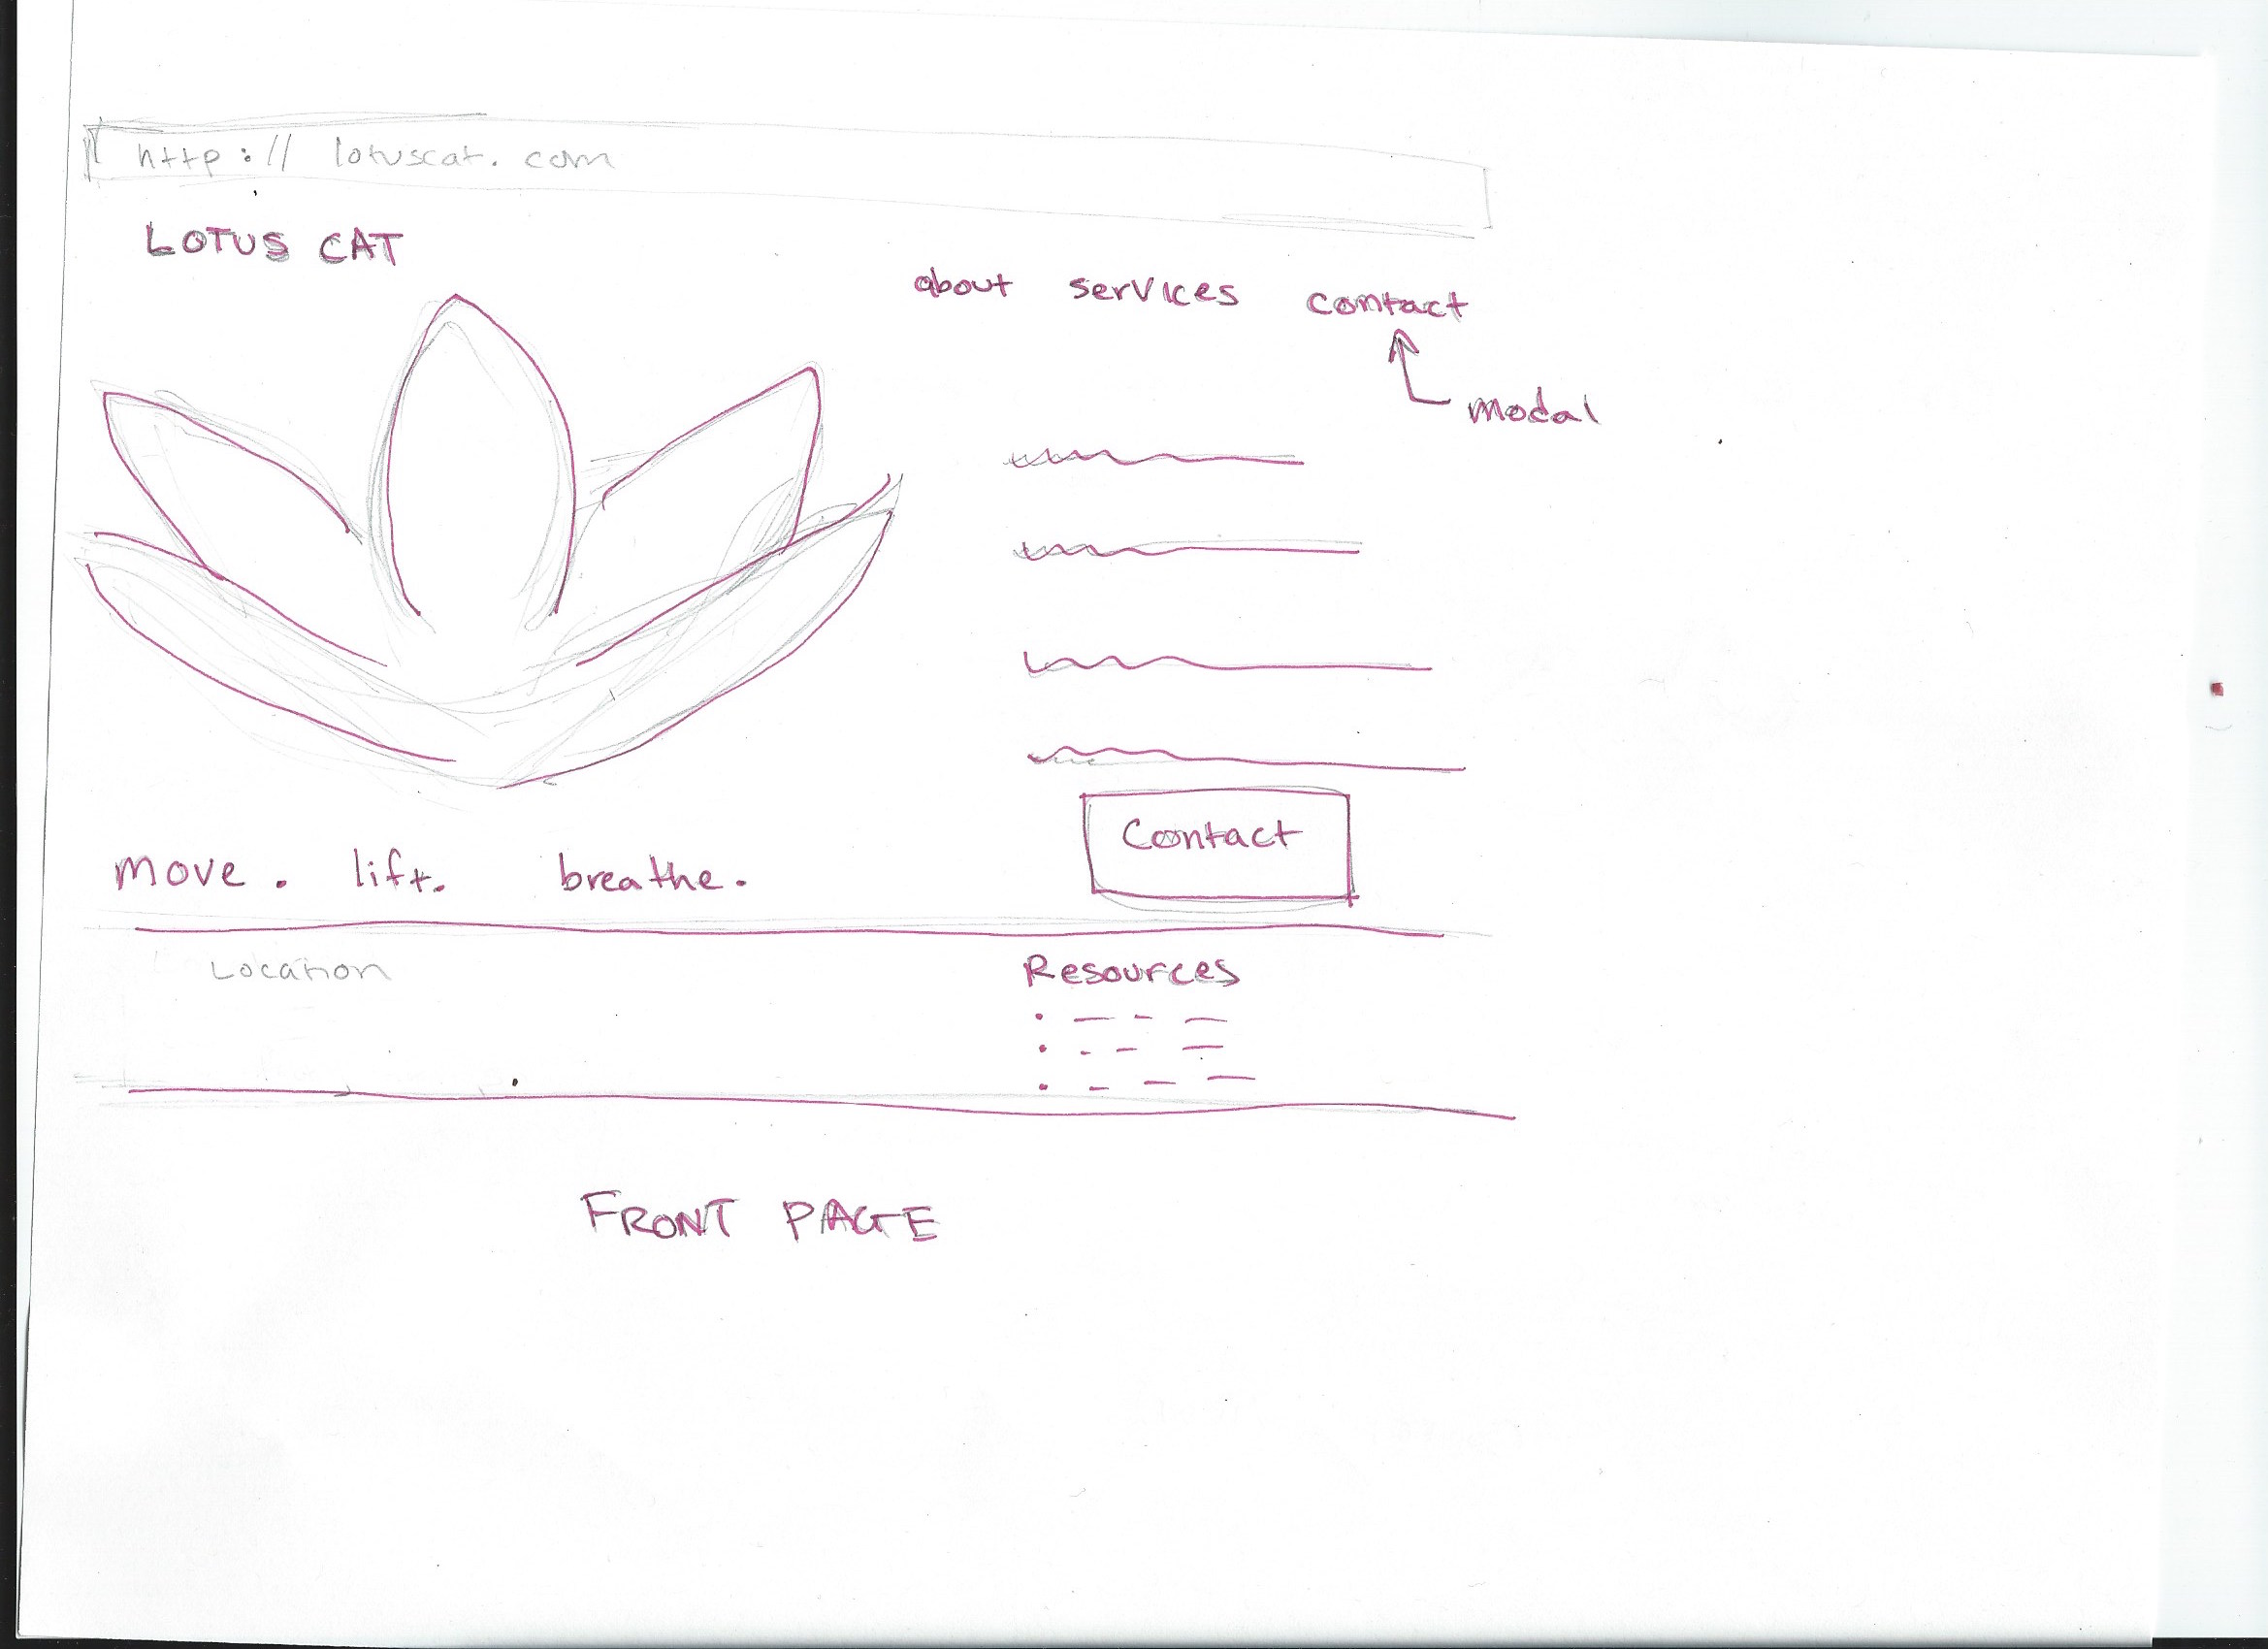 http:// lotuscat. com
LOTUS CAT
about services contact
modal
Contact
move. lift. breathe.
Location
Resources
FRONT PAGE